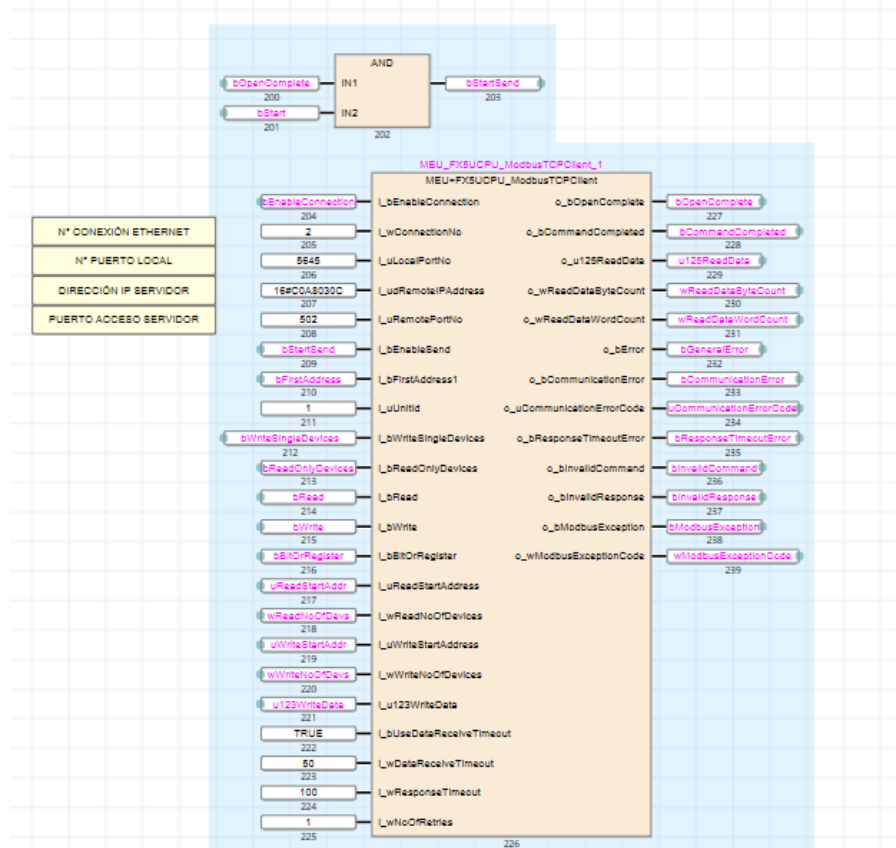 AND
bOpenComplete
IN1
bStartSend
200
203
bStart
IN2
201
202
MEU_FX5UCPU_ModbusTCPClient_1
MEU+FX5UCPU_ModbusTCPClient
bEnableConnection
i_bEnableConnection
o_bOpenComplete
bOpenComplete
204
227
N° CONEXIÓN ETHERNET
2
i_wConnectionNo
o_bCommandCompleted
bCommandCompleted
205
228
N° PUERTO LOCAL
5645
i_uLocalPortNo
o_u125ReadData
u125ReadData
206
229
DIRECCIÓN IP SERVIDOR
16#C0A8030C
i_udRemoteIPAddress
o_wReadDataByteCount
wReadDataByteCount
207
230
PUERTO ACCESO SERVIDOR
502
i_uRemotePortNo
o_wReadDataWordCount
wReadDataWordCount
208
231
bStartSend
i_bEnableSend
o_bError
bGeneralError
209
232
bFirstAddress
i_bFirstAddress1
o_bCommunicationError
bCommunicationError
210
233
1
i_uUnitId
o_uCommunicationErrorCode
uCommunicationErrorCode
211
234
bWriteSingleDevices
i_bWriteSingleDevices
o_bResponseTimeoutError
bResponseTimeoutError
212
235
bReadOnlyDevices
i_bReadOnlyDevices
o_bInvalidCommand
bInvalidCommand
213
236
bRead
i_bRead
o_bInvalidResponse
bInvalidResponse
214
237
bWrite
i_bWrite
o_bModbusException
bModbusException
215
238
bBitOrRegister
i_bBitOrRegister
o_wModbusExceptionCode
wModbusExceptionCode
216
239
uReadStartAddr
i_uReadStartAddress
217
wReadNoOfDevs
i_wReadNoOfDevices
218
uWriteStartAddr
i_uWriteStartAddress
219
wWriteNoOfDevs
i_wWriteNoOfDevices
220
u123WriteData
i_u123WriteData
221
TRUE
i_bUseDataReceiveTimeout
222
50
i_wDataReceiveTimeout
223
100
i_wResponseTimeout
224
1
i_wNoOfRetries
225
226